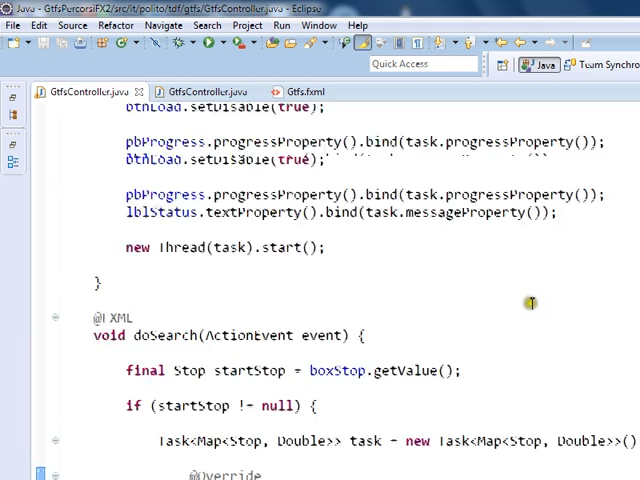 Java - GtfsPercorsiFX2/src/it/polito/tdf/gtfs/GtfsController.java - Eclipse
File Edit Source Refactor Navigate Search Project Run Window Help
Quick Access
Java
Team Synchro
GtfsController.java GtfsController.java Gtfs.fxml
btnLoad.setDisable(true);
pbProgress.progressProperty().bind(task.progressProperty());
btnLoad.setDisable(true);
pbProgress.progressProperty().bind(task.progressProperty());
lblStatus.textProperty().bind(task.messageProperty());
new Thread(task).start();
}
@FXML
void doSearch(ActionEvent event) {
final Stop startStop = boxStop.getValue();
if (startStop != null) {
Task<Map<Stop, Double>> task = new Task<Map<Stop, Double>>()
@Override